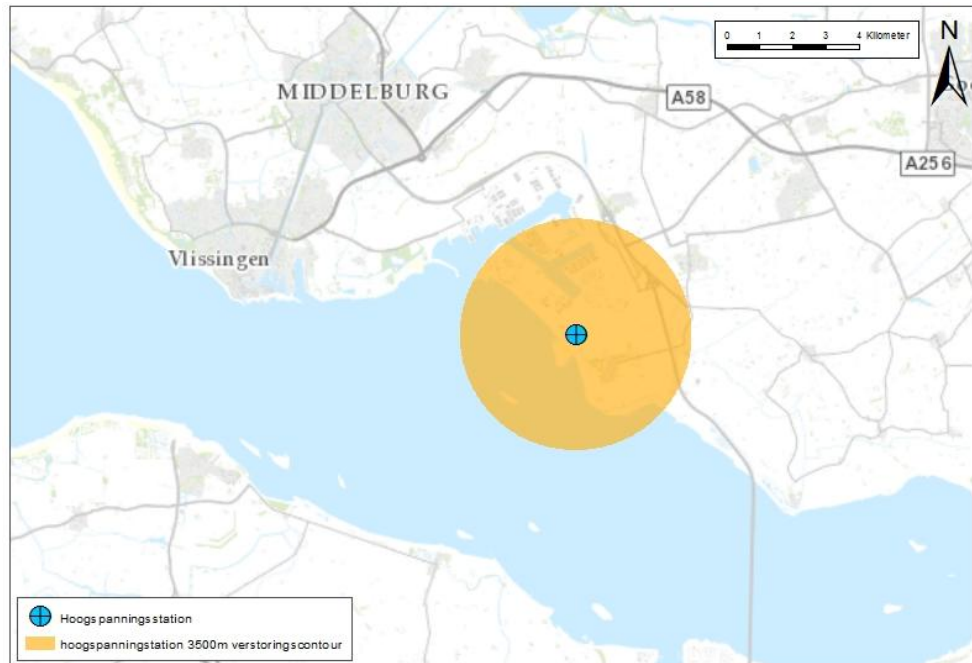 0 1 2 3 4 Kilometer
N
MIDDELBURG
A58
A256
Vlissingen
Hoogspanningsstation
hoogspanningstation 3500m verstoringscontour